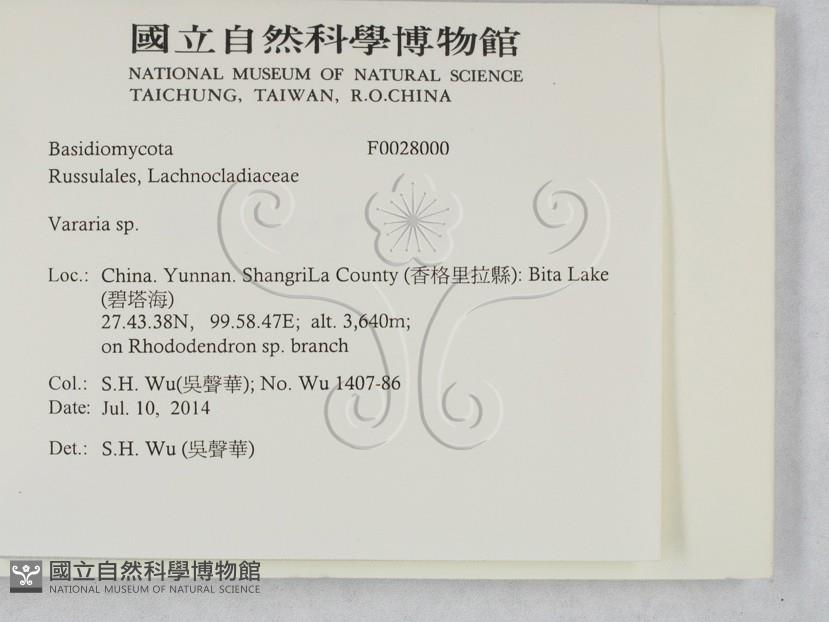 國立自然科學博物館
NATIONAL MUSEUM OF NATURAL SCIENCE
TAICHUNG, TAIWAN, R.O.CHINA
Basidiomycota F0028000
Russulales, Lachnocladiaceae
Vararia sp.
Loc.: China. Yunnan. ShangriLa County (香格里拉縣): Bita Lake
(碧塔海)
27.43.38N, 99.58.47E; alt. 3,640m;
on Rhododendron sp. branch
Col.: S.H. Wu(吳聲華); No. Wu 1407-86
Date: Jul. 10, 2014
Det.: S.H. Wu (吳聲華)
國立自然科學博物館
NATIONAL MUSEUM OF NATURAL SCIENCE